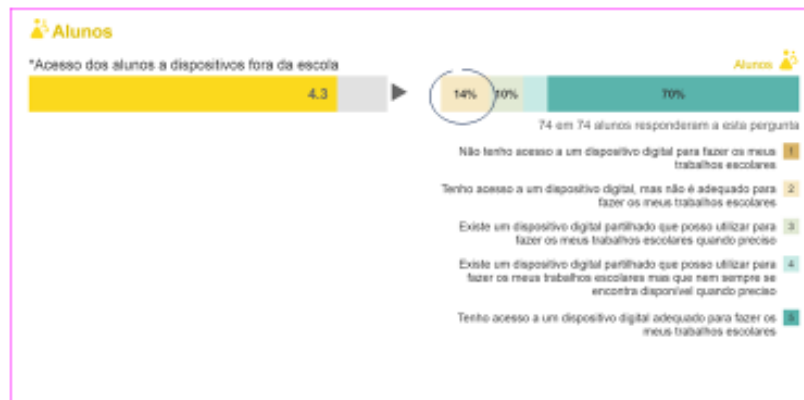 Alunos
*Acesso dos alunos a dispositivos fora da escola
4.3
Alunos
14% 10% 70%
74 em 74 alunos responderam a esta pergunta
Não tenho acesso a um dispositivo digital para fazer os meus
trabalhos escolares
1
Tenho acesso a um dispositivo digital, mas não é adequado para
fazer os meus trabalhos escolares
2
Existe um dispositivo digital partilhado que posso utilizar para
fazer os meus trabalhos escolares quando preciso
3
Existe um dispositivo digital partilhado que posso utilizar para
fazer os meus trabalhos escolares mas que nem sempre se
encontra disponível quando preciso
4
Tenho acesso a um dispositivo digital adequado para fazer os
meus trabalhos escolares
5